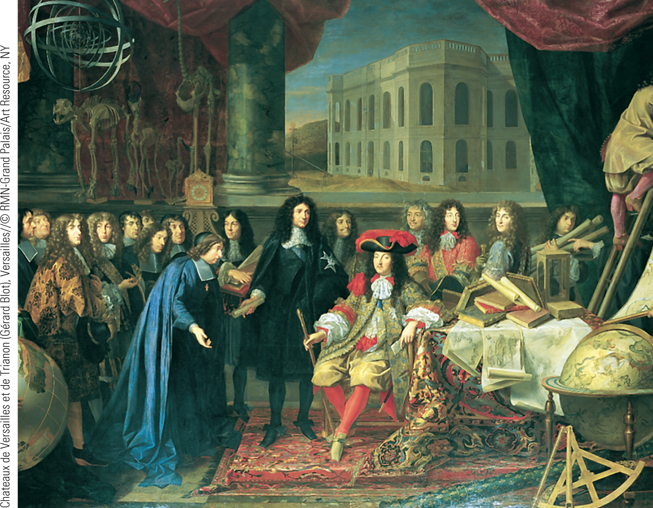 Chateaux de Versailles et de Trianon (Gérard Blot), Versailles//© RMN-Grand Palais/Art Resource, NY